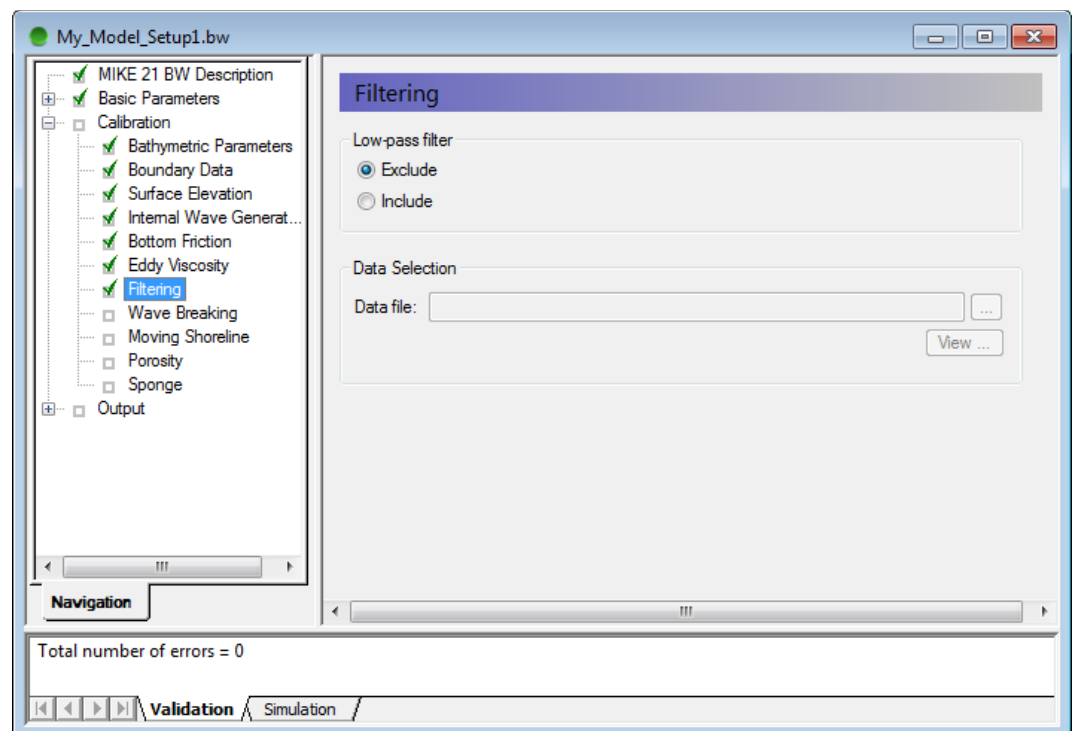 My_Model_Setup1.bw
MIKE 21 BW Description
Basic Parameters
Calibration
Bathymetric Parameters
Boundary Data
Surface Elevation
Internal Wave Generat...
Bottom Friction
Eddy Viscosity
Filtering
Wave Breaking
Moving Shoreline
Porosity
Sponge
Output
Navigation
Filtering
Low-pass filter
Exclude
Include
Data Selection
Data file:
...
View ...
Total number of errors = 0
Validation
Simulation